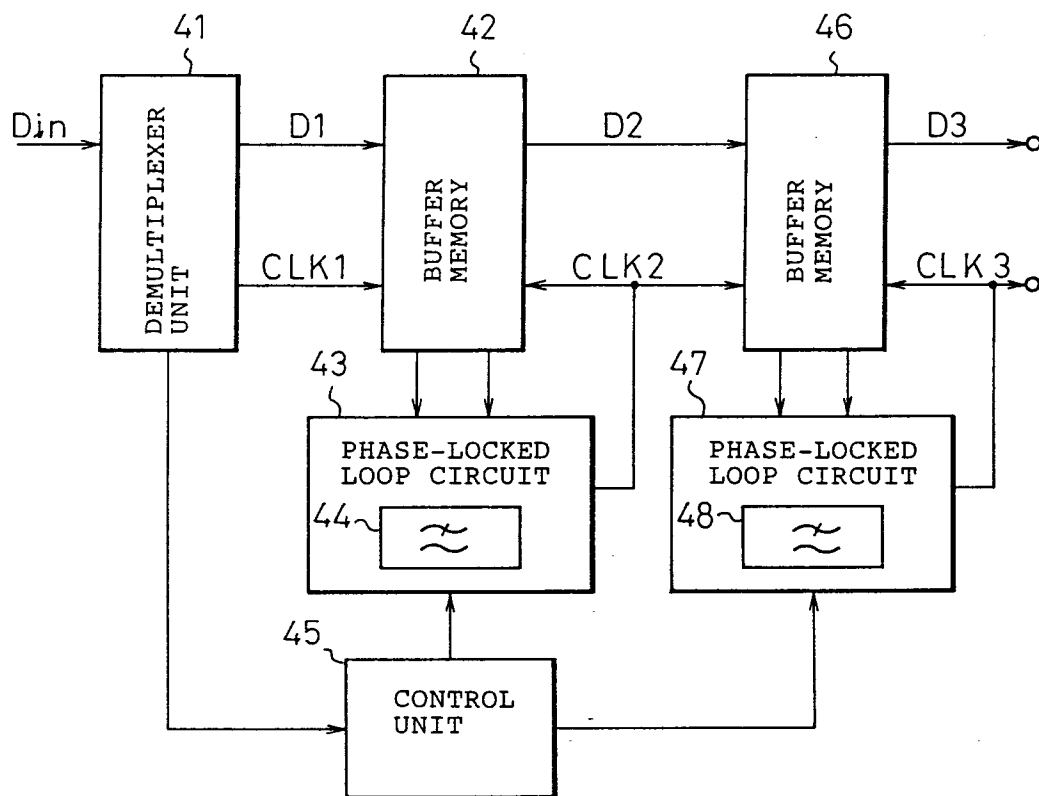 41
42
46
Din
D1
D2
D3
DEMULTIPLEXER
UNIT
BUFFER
MEMORY
BUFFER
MEMORY
CLK1
CLK2
CLK3
43
47
PHASE-LOCKED
LOOP CIRCUIT
PHASE-LOCKED
LOOP CIRCUIT
44
48
45
CONTROL
UNIT